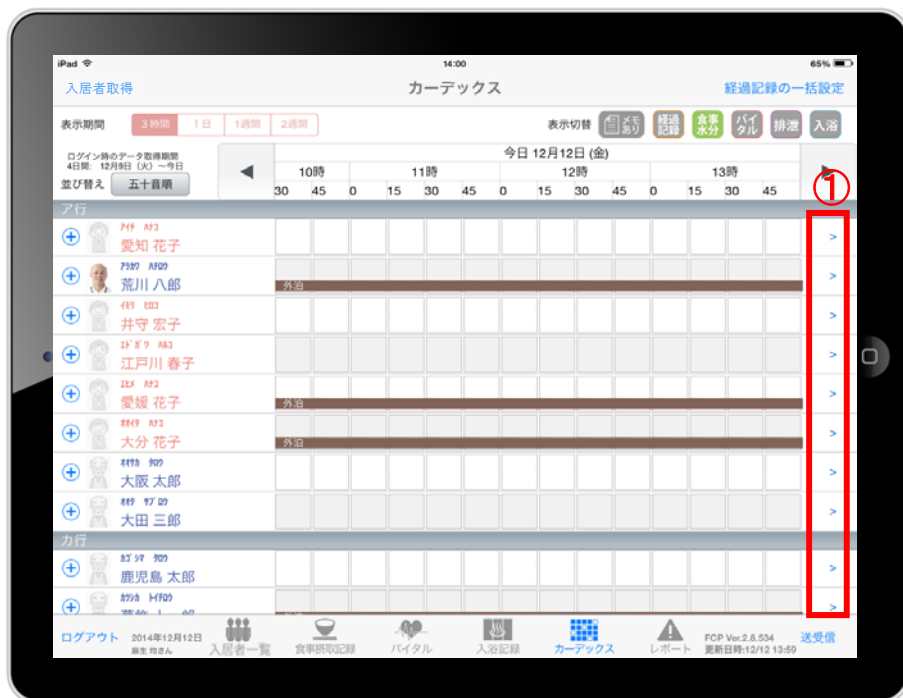 iPad 14:00 65%
入居者取得 カーデックス 経過記録の一括設定
表示期間 3時間 1日 1週間 2週間 表示切替 メモあり 経過記録 食事水分 バイタル 排泄 入浴
ログイン時のデータ取得期間
4日間: 12月9日(火)~今日
並び替え 五十音順
◀ 今日 12月12日(金) ▶
10時 11時 12時 13時
30 45 0 15 30 45 0 15 30 45 0 15 30 45
①
ア行
ｱｲﾁ ﾊﾅｺ
愛知 花子 >
ｱﾗｶﾜ ﾊﾁﾛｳ
荒川 八郎 >
外泊
ｲﾓﾘ ﾋﾛｺ
井守 宏子 >
ｴﾄﾞｶﾞﾜ ﾊﾙｺ
江戸川 春子 >
ｴﾋﾒ ﾊﾅｺ
愛媛 花子 >
外泊
ｵｵｲﾀ ﾊﾅｺ
大分 花子 >
外泊
ｵｵｻｶ ﾀﾛｳ
大阪 太郎 >
ｵｵﾀ ｻﾌﾞﾛｳ
大田 三郎 >
カ行
ｶｺﾞｼﾏ ﾀﾛｳ
鹿児島 太郎 >
ｶﾂｼｶ ﾄｲﾁﾛｳ
>
ログアウト 2014年12月12日
麻生 均さん
入居者一覧 食事摂取記録 バイタル 入浴記録 カーデックス レポート
FCP Ver.2.8.534
更新日時:12/12 13:59
送受信